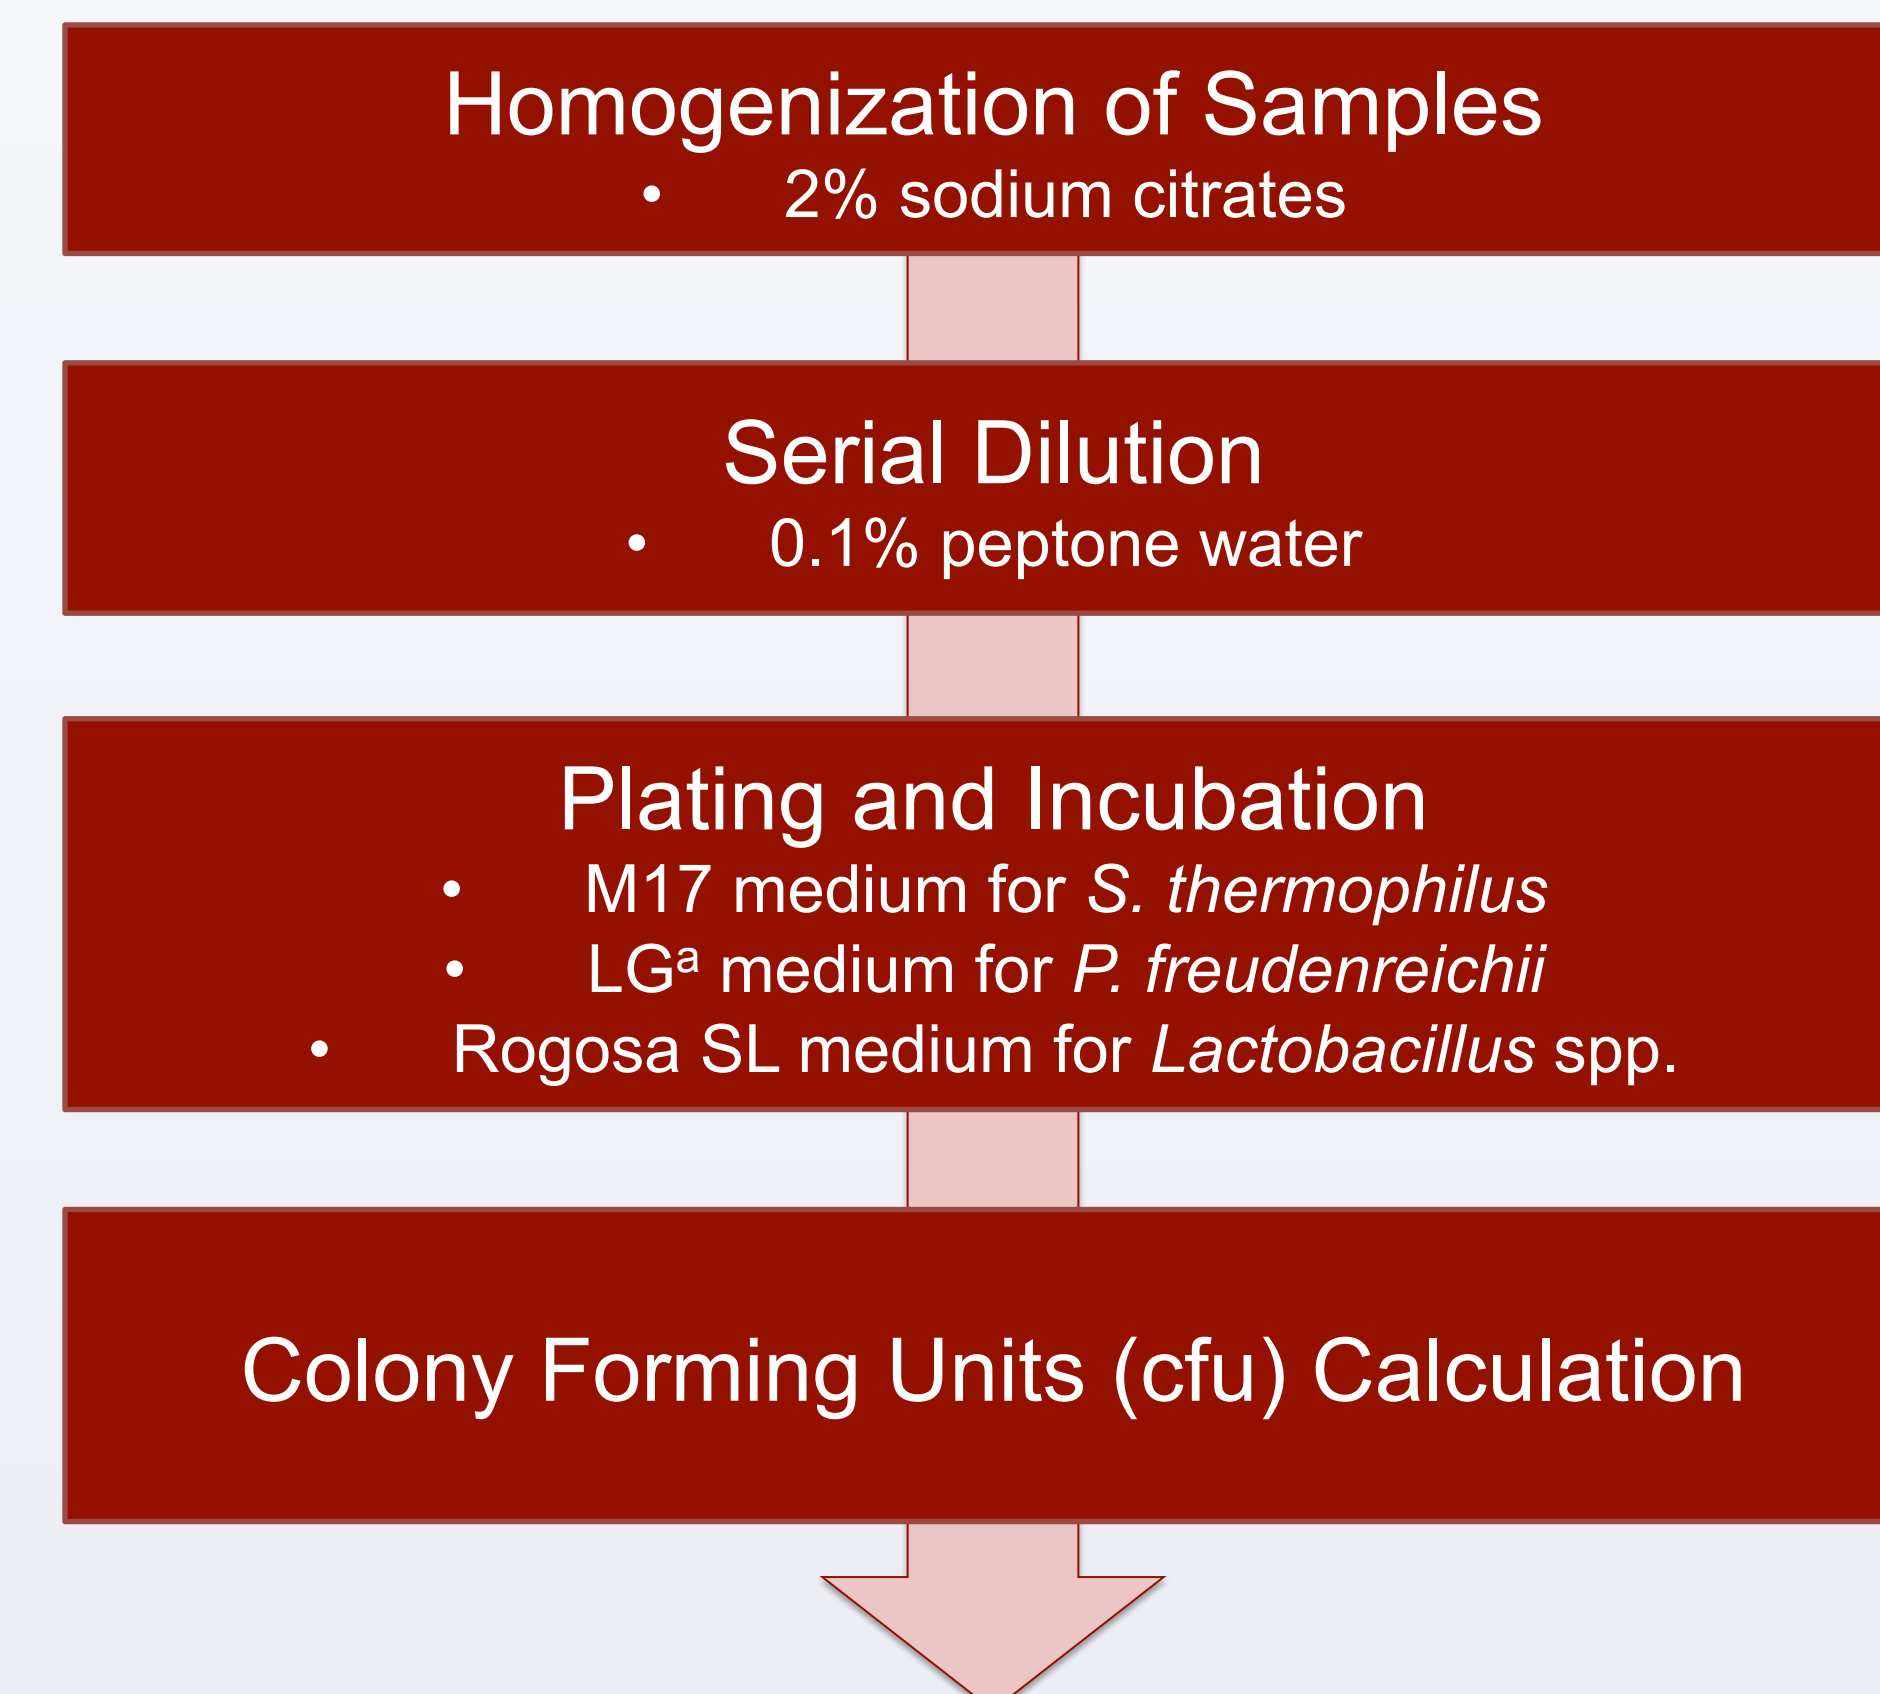 Homogenization of Samples
• 2% sodium citrates
Serial Dilution
• 0.1% peptone water
Plating and Incubation
• M17 medium for S. thermophilus
• LGᵃ medium for P. freudenreichii
• Rogosa SL medium for Lactobacillus spp.
Colony Forming Units (cfu) Calculation